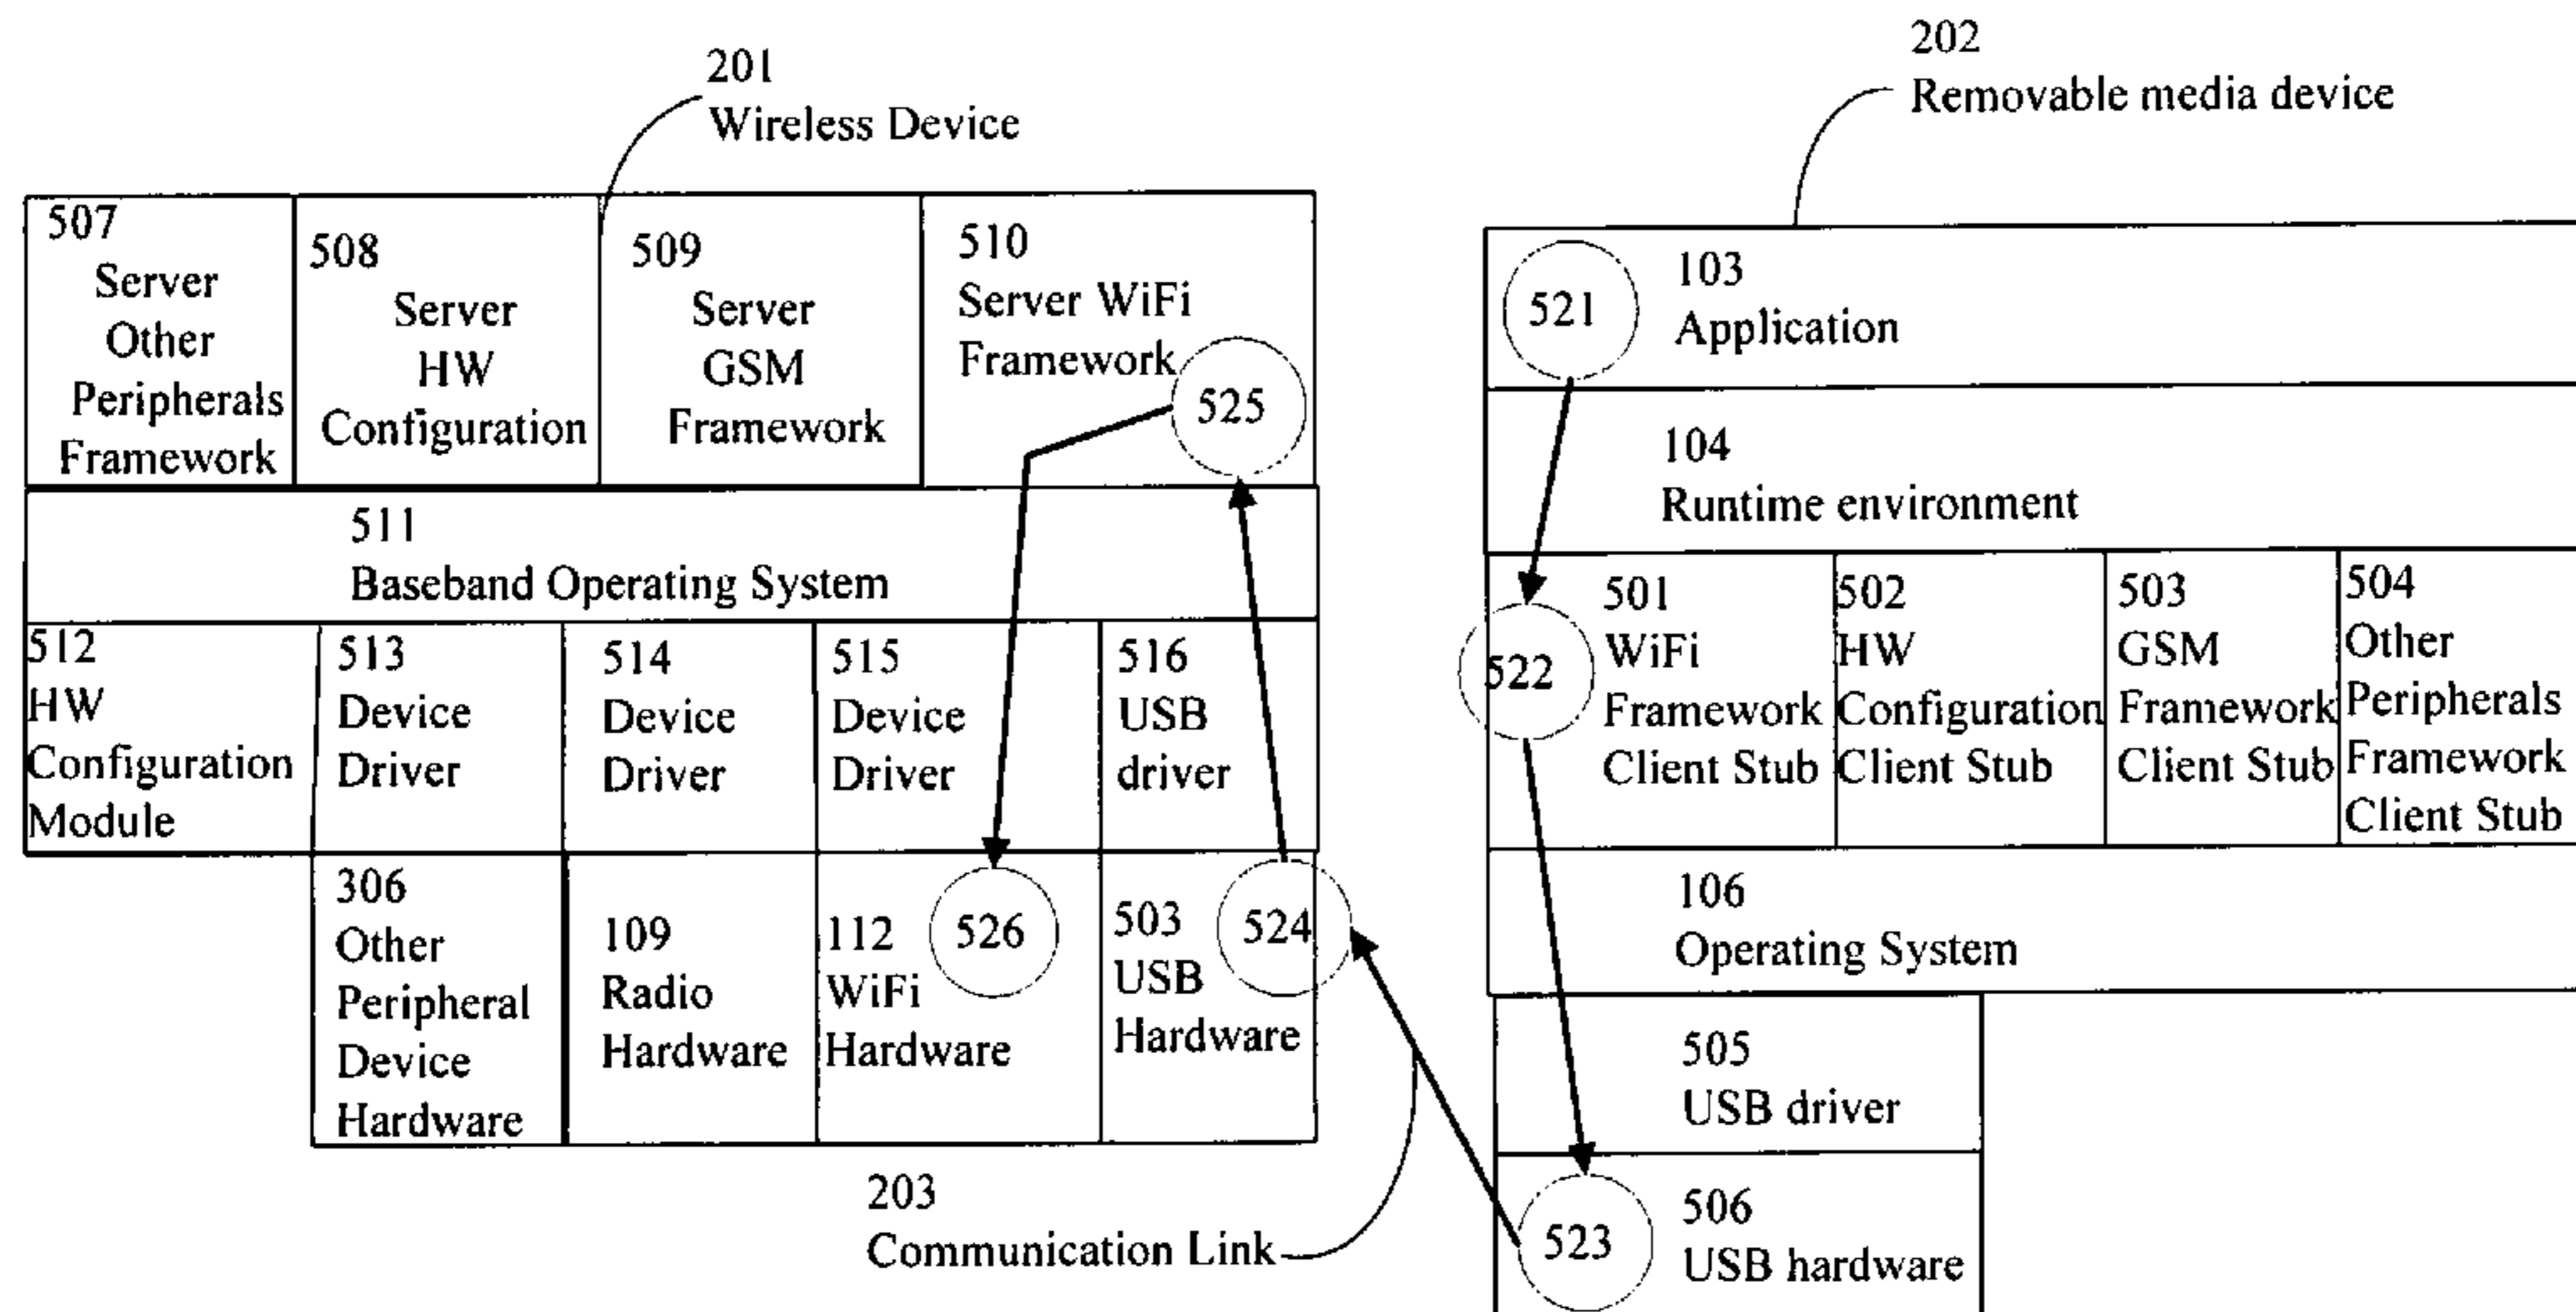 201
Wireless Device
202
Removable media device
507
Server
Other
Peripherals
Framework
508
Server
HW
Configuration
509
Server
GSM
Framework
510
Server WiFi
Framework
525
511
Baseband Operating System
512
HW
Configuration
Module
513
Device
Driver
514
Device
Driver
515
Device
Driver
516
USB
driver
306
Other
Peripheral
Device
Hardware
109
Radio
Hardware
112
WiFi
Hardware
526
503
USB
Hardware
524
203
Communication Link
521
103
Application
104
Runtime environment
522
501
WiFi
Framework
Client Stub
502
HW
Configuration
Client Stub
503
GSM
Framework
Client Stub
504
Other
Peripherals
Framework
Client Stub
106
Operating System
505
USB driver
523
506
USB hardware